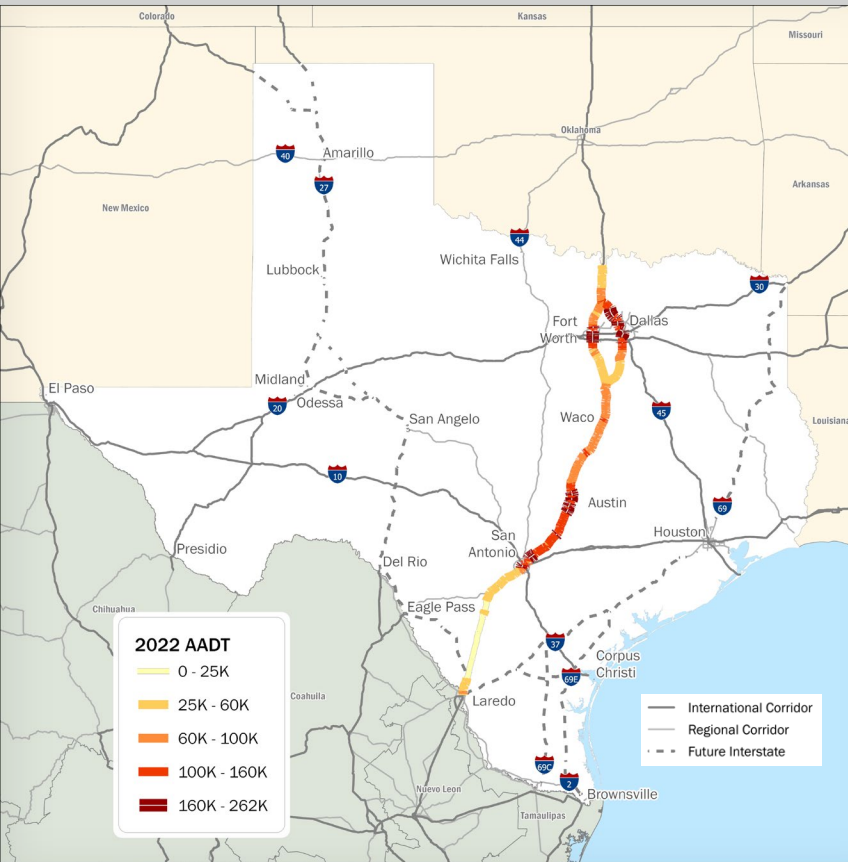 Colorado
Kansas
Missouri
Oklahoma
40
Amarillo
27
Arkansas
New Mexico
44
Wichita Falls
Lubbock
30
Fort
Worth
Dallas
Midland
El Paso
Odessa
20
45
San Angelo
Waco
Louisiana
10
Austin
69
San
Antonio
Houston
Presidio
Del Rio
Eagle Pass
Chihuahua
37
Corpus
Christi
69E
Coahuila
Laredo
69C
2
Nuevo Leon
Brownsville
Tamaulipas
2022 AADT
0 - 25K
25K - 60K
60K - 100K
100K - 160K
160K - 262K
International Corridor
Regional Corridor
Future Interstate